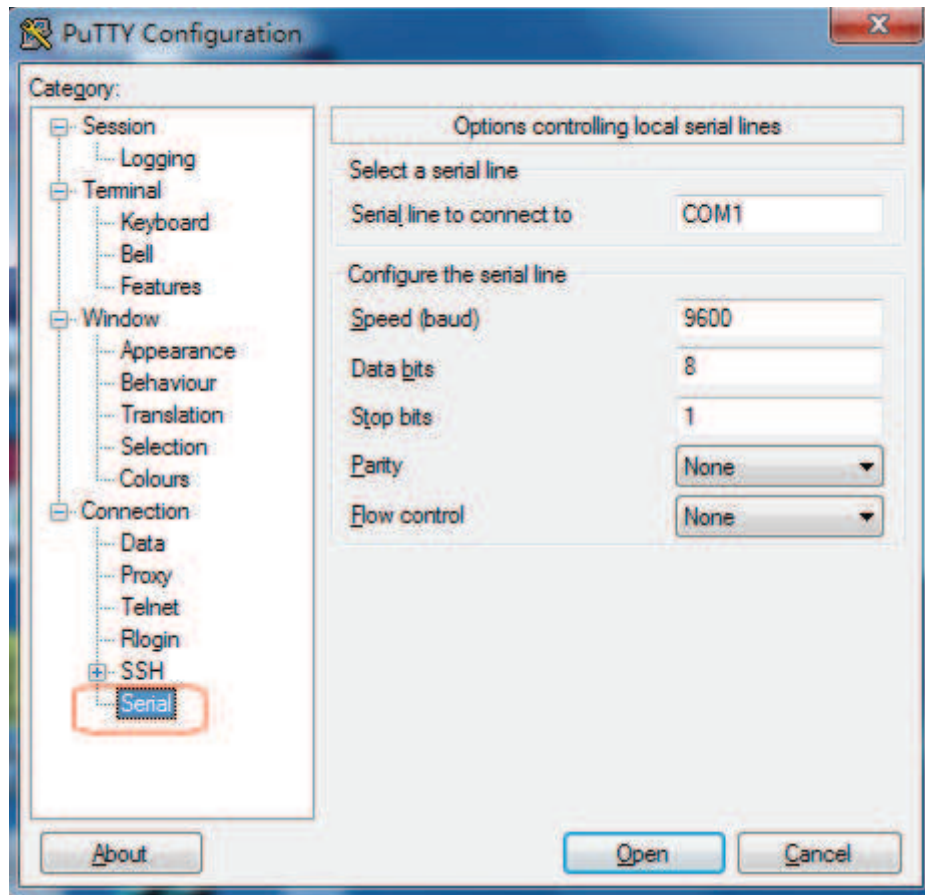 PuTTY Configuration
Category:
Session
Logging
Terminal
Keyboard
Bell
Features
Window
Appearance
Behaviour
Translation
Selection
Colours
Connection
Data
Proxy
Telnet
Rlogin
SSH
Serial
Options controlling local serial lines
Select a serial line
Serial line to connect to COM1
Configure the serial line
Speed (baud) 9600
Data bits 8
Stop bits 1
Parity None
Flow control None
About Open Cancel